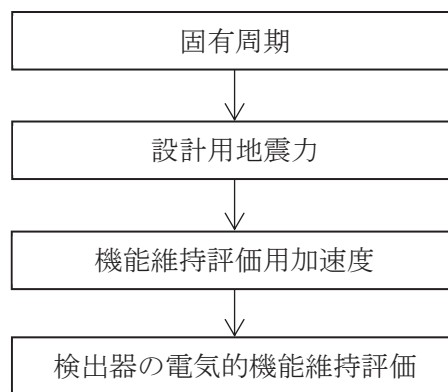 固有周期
設計用地震力
機能維持評価用加速度
検出器の電気的機能維持評価